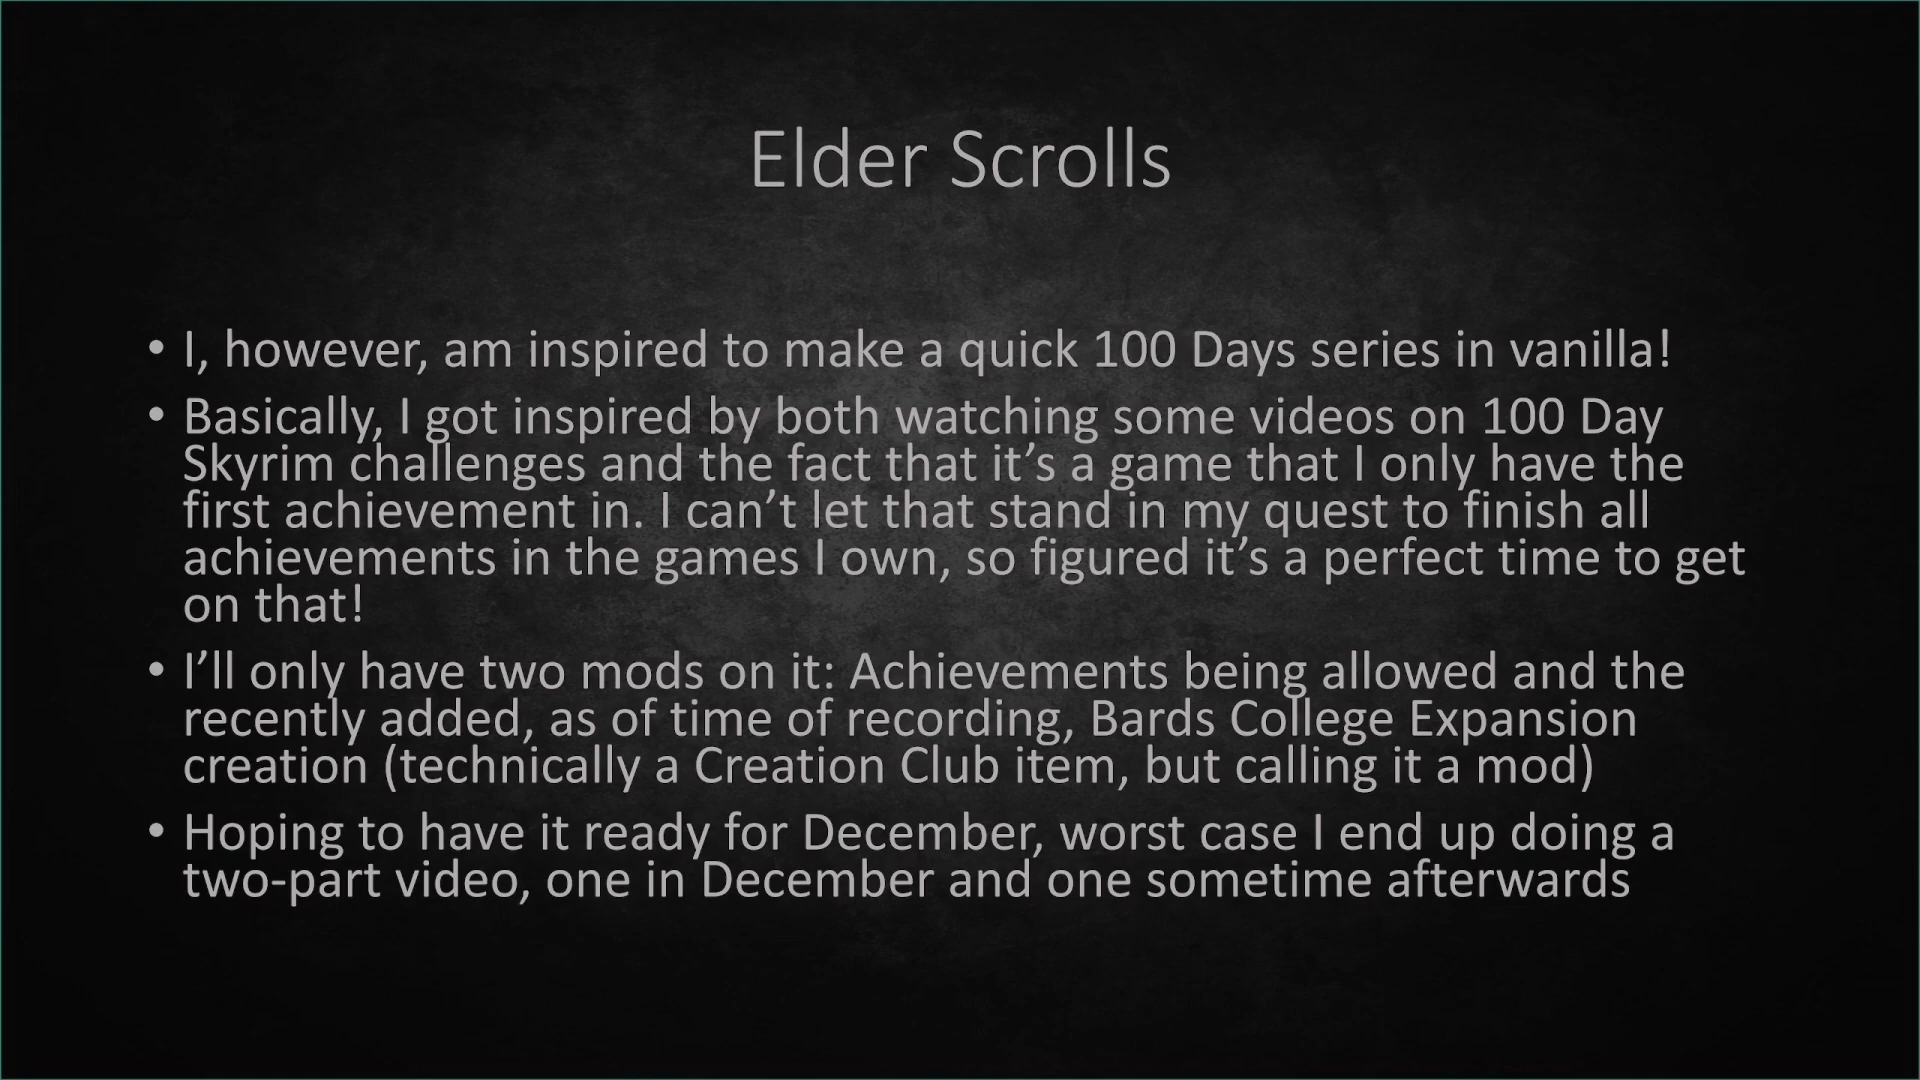 Elder Scrolls
• I, however, am inspired to make a quick 100 Days series in vanilla!
• Basically, I got inspired by both watching some videos on 100 Day
Skyrim challenges and the fact that it’s a game that I only have the
first achievement in. I can’t let that stand in my quest to finish all
achievements in the games I own, so figured it’s a perfect time to get
on that!
• I’ll only have two mods on it: Achievements being allowed and the
recently added, as of time of recording, Bards College Expansion
creation (technically a Creation Club item, but calling it a mod)
• Hoping to have it ready for December, worst case I end up doing a
two-part video, one in December and one sometime afterwards